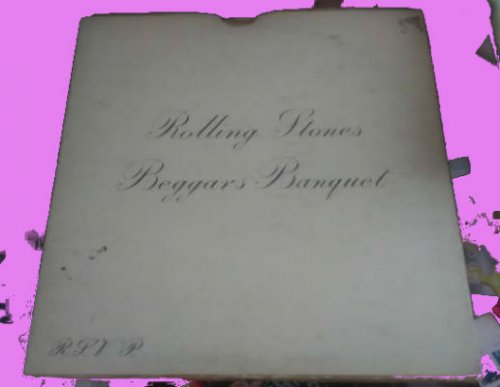 Rolling Stones
Beggars Banquet
R.S.V.P.